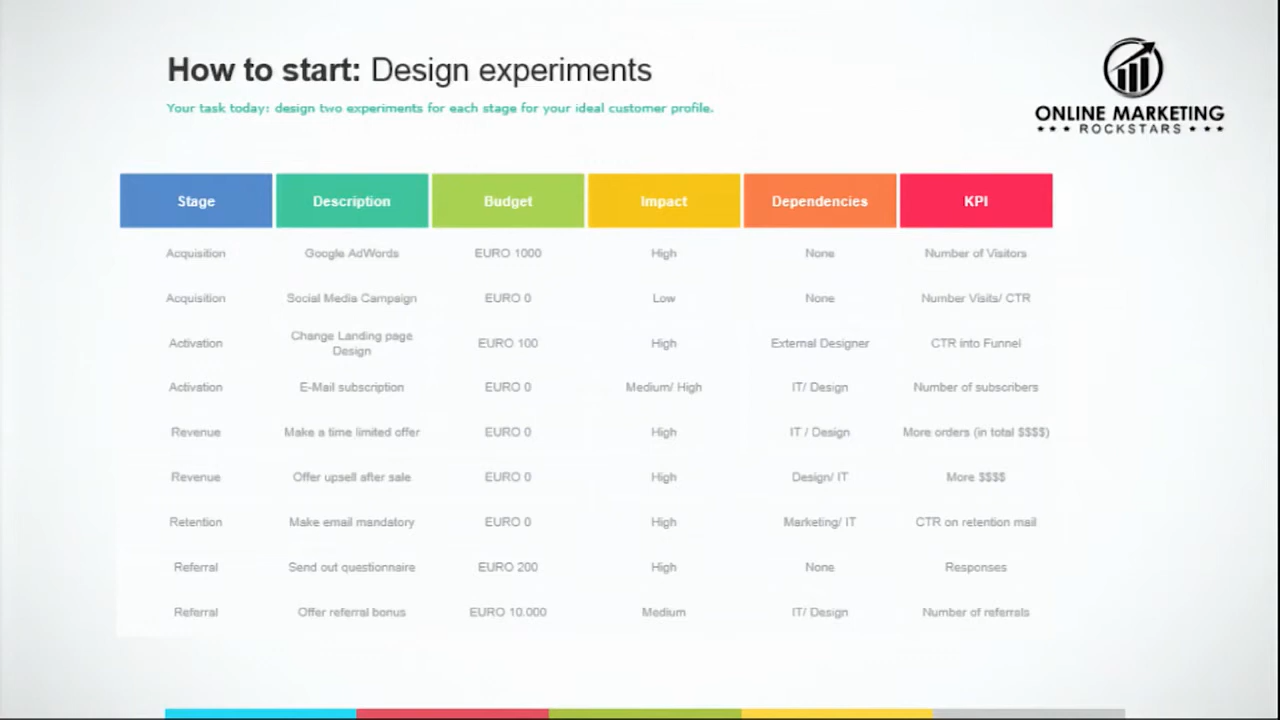 How to start: Design experiments
Your task today: design two experiments for each stage for your ideal customer profile.
ONLINE MARKETING
ROCKSTARS
Stage Description Budget Impact Dependencies KPI
Acquisition Google AdWords EURO 1000 High None Number of Visitors
Acquisition Social Media Campaign EURO 0 Low None Number Visits/ CTR
Activation Change Landing page Design EURO 100 High External Designer CTR into Funnel
Activation E-Mail subscription EURO 0 Medium/ High IT/ Design Number of subscribers
Revenue Make a time limited offer EURO 0 High IT / Design More orders (in total $$$$)
Revenue Offer upsell after sale EURO 0 High Design/ IT More $$$$
Retention Make email mandatory EURO 0 High Marketing/ IT CTR on retention mail
Referral Send out questionnaire EURO 200 High None Responses
Referral Offer referral bonus EURO 10.000 Medium IT/ Design Number of referrals